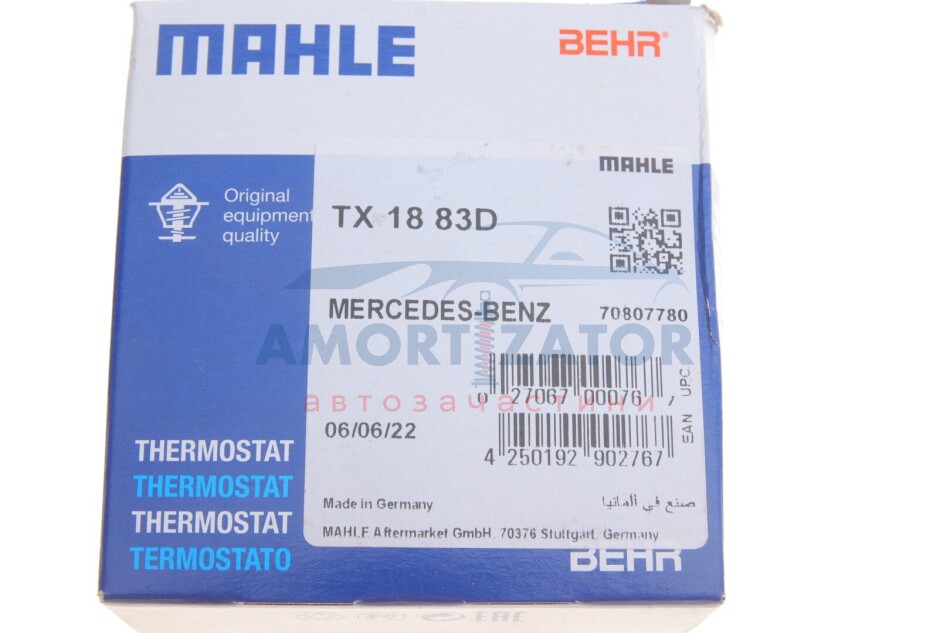 MAHLE
BEHR®
MAHLE
Original
equipment
quality
TX 18 83D
MERCEDES-BENZ
70807780
AMORTIZATOR
0 27067 00076 7
UPC
автозапчастини
06/06/22
EAN
4 250192 902767
THERMOSTAT
THERMOSTAT
THERMOSTAT
TERMOSTATO
Made in Germany
صنع في ألمانيا
MAHLE Aftermarket GmbH. 70376 Stuttgart, Germany
BEHR
EAC